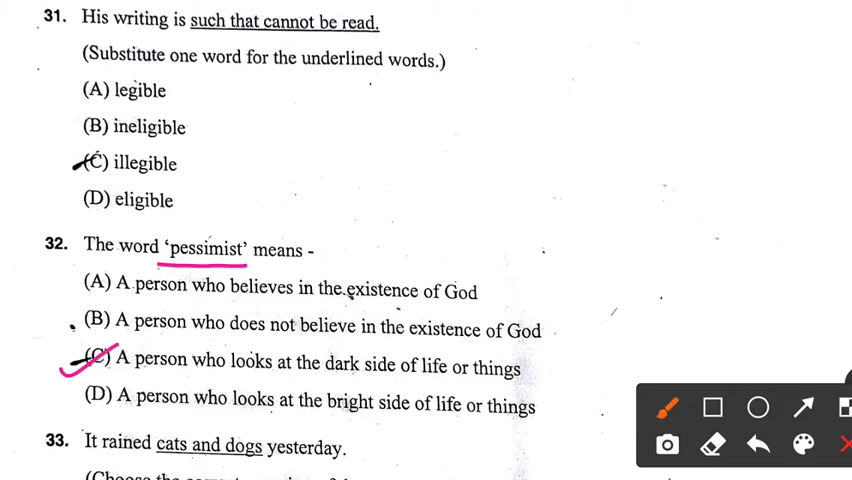 31. His writing is such that cannot be read.
(Substitute one word for the underlined words.)
(A) legible
(B) ineligible
(C) illegible
(D) eligible
32. The word ‘pessimist’ means -
(A) A person who believes in the existence of God
(B) A person who does not believe in the existence of God
(C) A person who looks at the dark side of life or things
(D) A person who looks at the bright side of life or things
33. It rained cats and dogs yesterday.
(Choose the